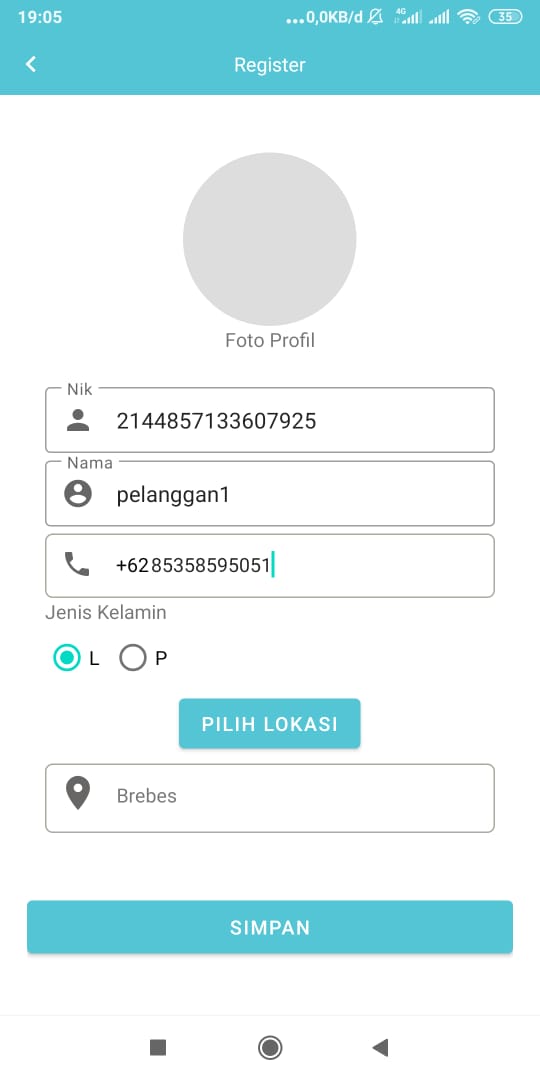 19:05 ...0,0KB/d 4G 35
Register
Foto Profil
Nik
2144857133607925
Nama
pelanggan1
+6285358595051
Jenis Kelamin
L P
PILIH LOKASI
Brebes
SIMPAN